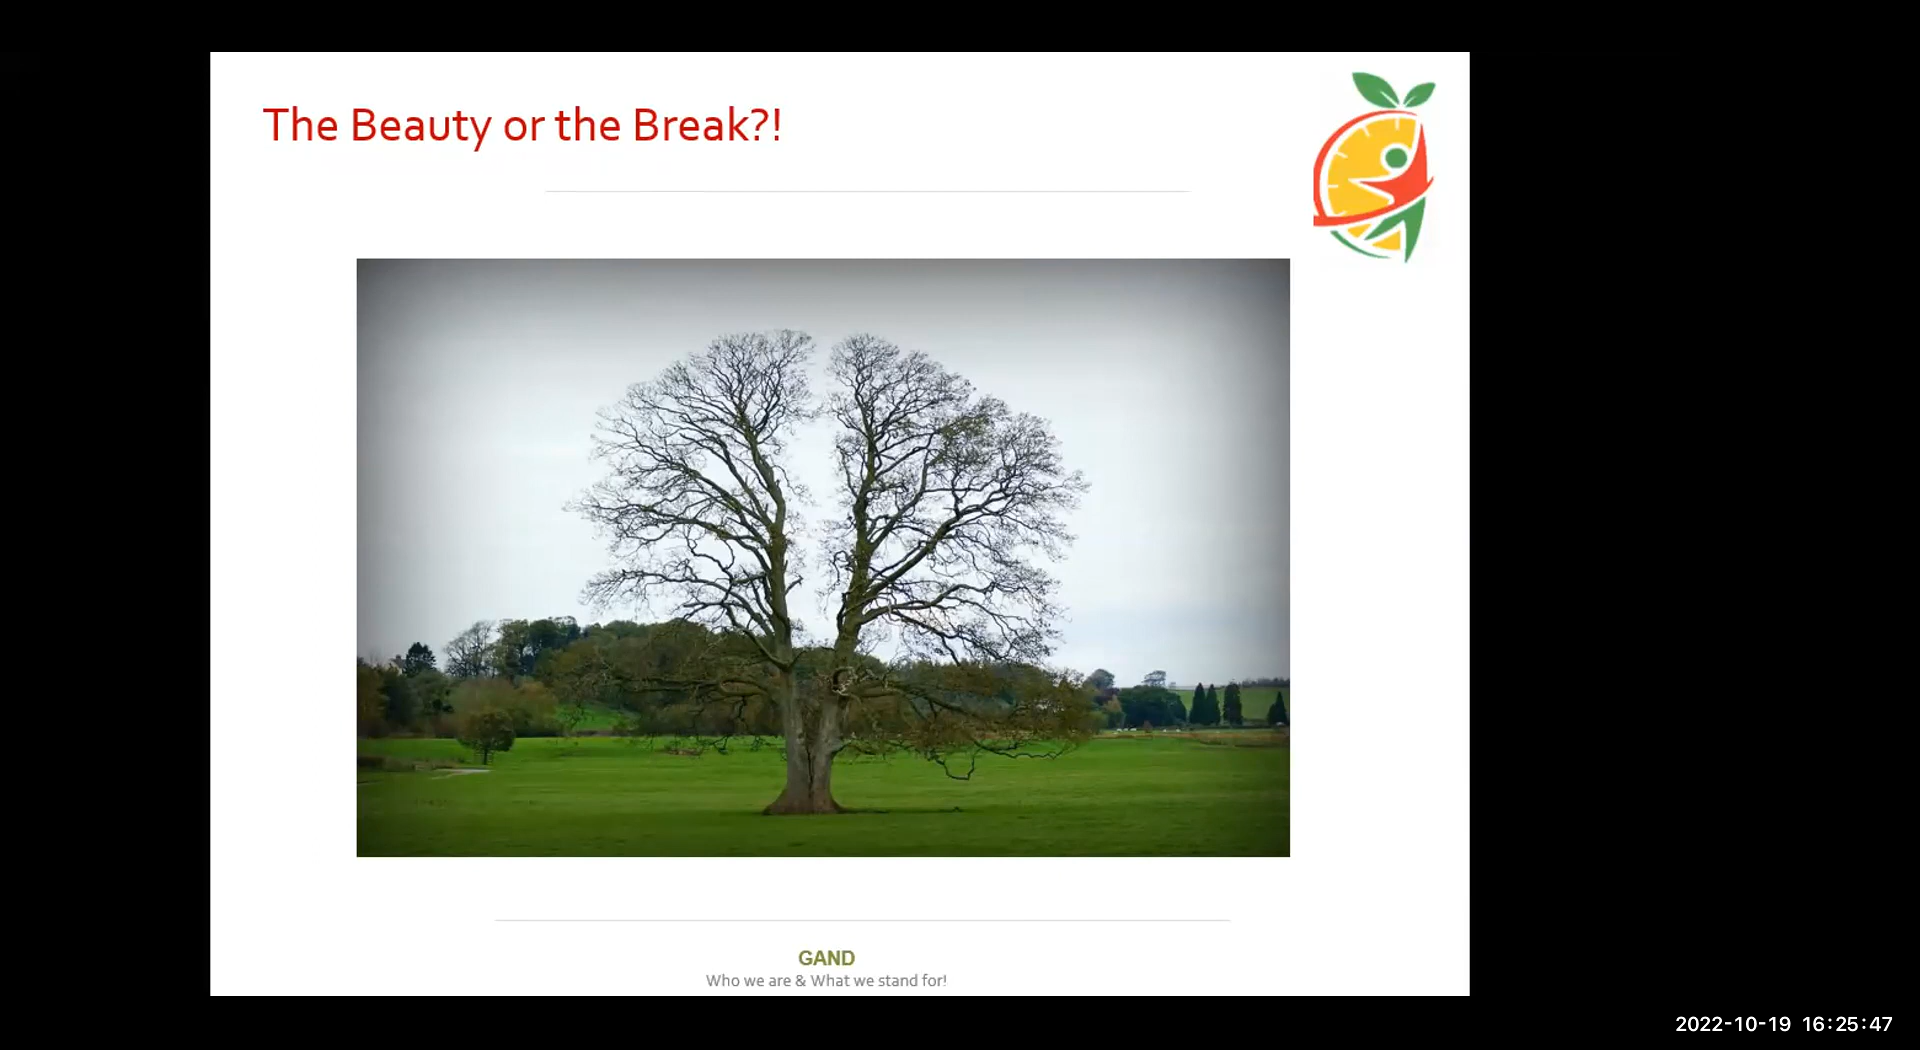 The Beauty or the Break?!
GAND
Who we are & What we stand for!
2022-10-19 16:25:47